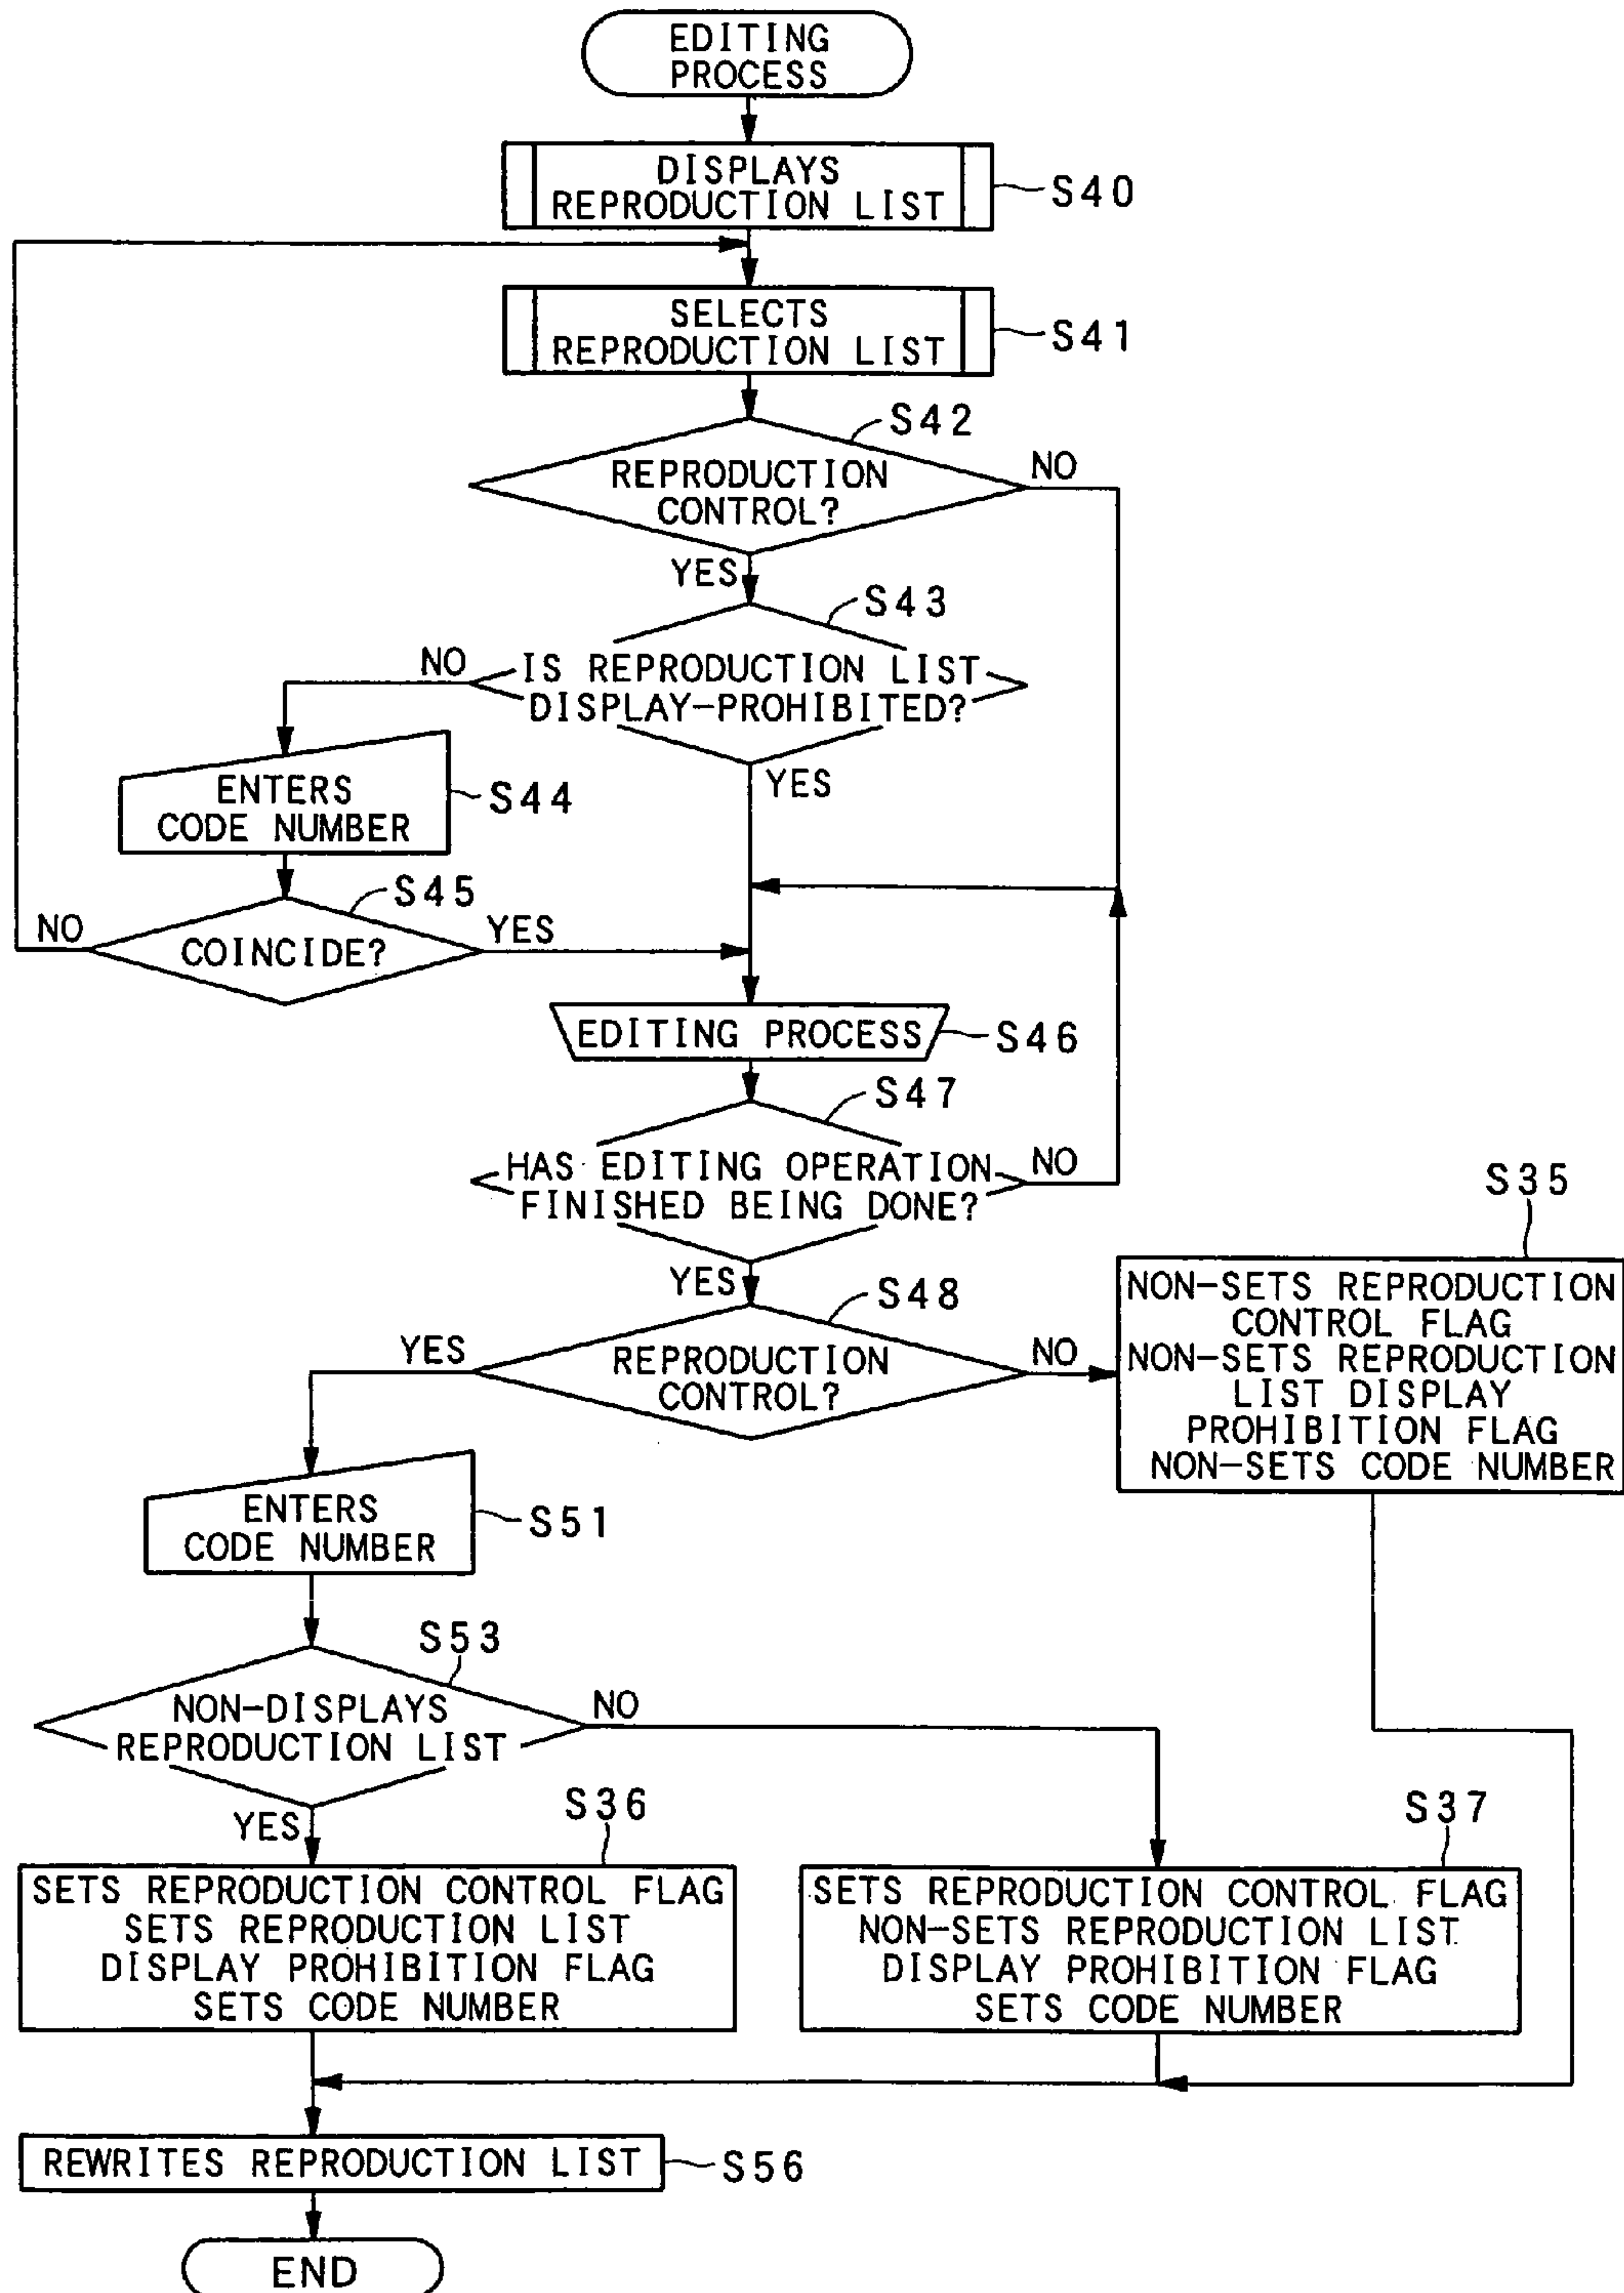 EDITING
PROCESS
DISPLAYS
REPRODUCTION LIST
S40
SELECTS
REPRODUCTION LIST
S41
S42
REPRODUCTION
CONTROL?
NO
YES
S43
IS REPRODUCTION LIST
DISPLAY-PROHIBITED?
NO
YES
ENTERS
CODE NUMBER
S44
S45
COINCIDE?
NO
YES
EDITING PROCESS
S46
S47
HAS EDITING OPERATION
FINISHED BEING DONE?
NO
YES
S48
REPRODUCTION
CONTROL?
YES
NO
S35
NON-SETS REPRODUCTION
CONTROL FLAG
NON-SETS REPRODUCTION
LIST DISPLAY
PROHIBITION FLAG
NON-SETS CODE NUMBER
ENTERS
CODE NUMBER
S51
S53
NON-DISPLAYS
REPRODUCTION LIST
NO
YES
S36
SETS REPRODUCTION CONTROL FLAG
SETS REPRODUCTION LIST
DISPLAY PROHIBITION FLAG
SETS CODE NUMBER
S37
SETS REPRODUCTION CONTROL FLAG
NON-SETS REPRODUCTION LIST
DISPLAY PROHIBITION FLAG
SETS CODE NUMBER
REWRITES REPRODUCTION LIST
S56
END